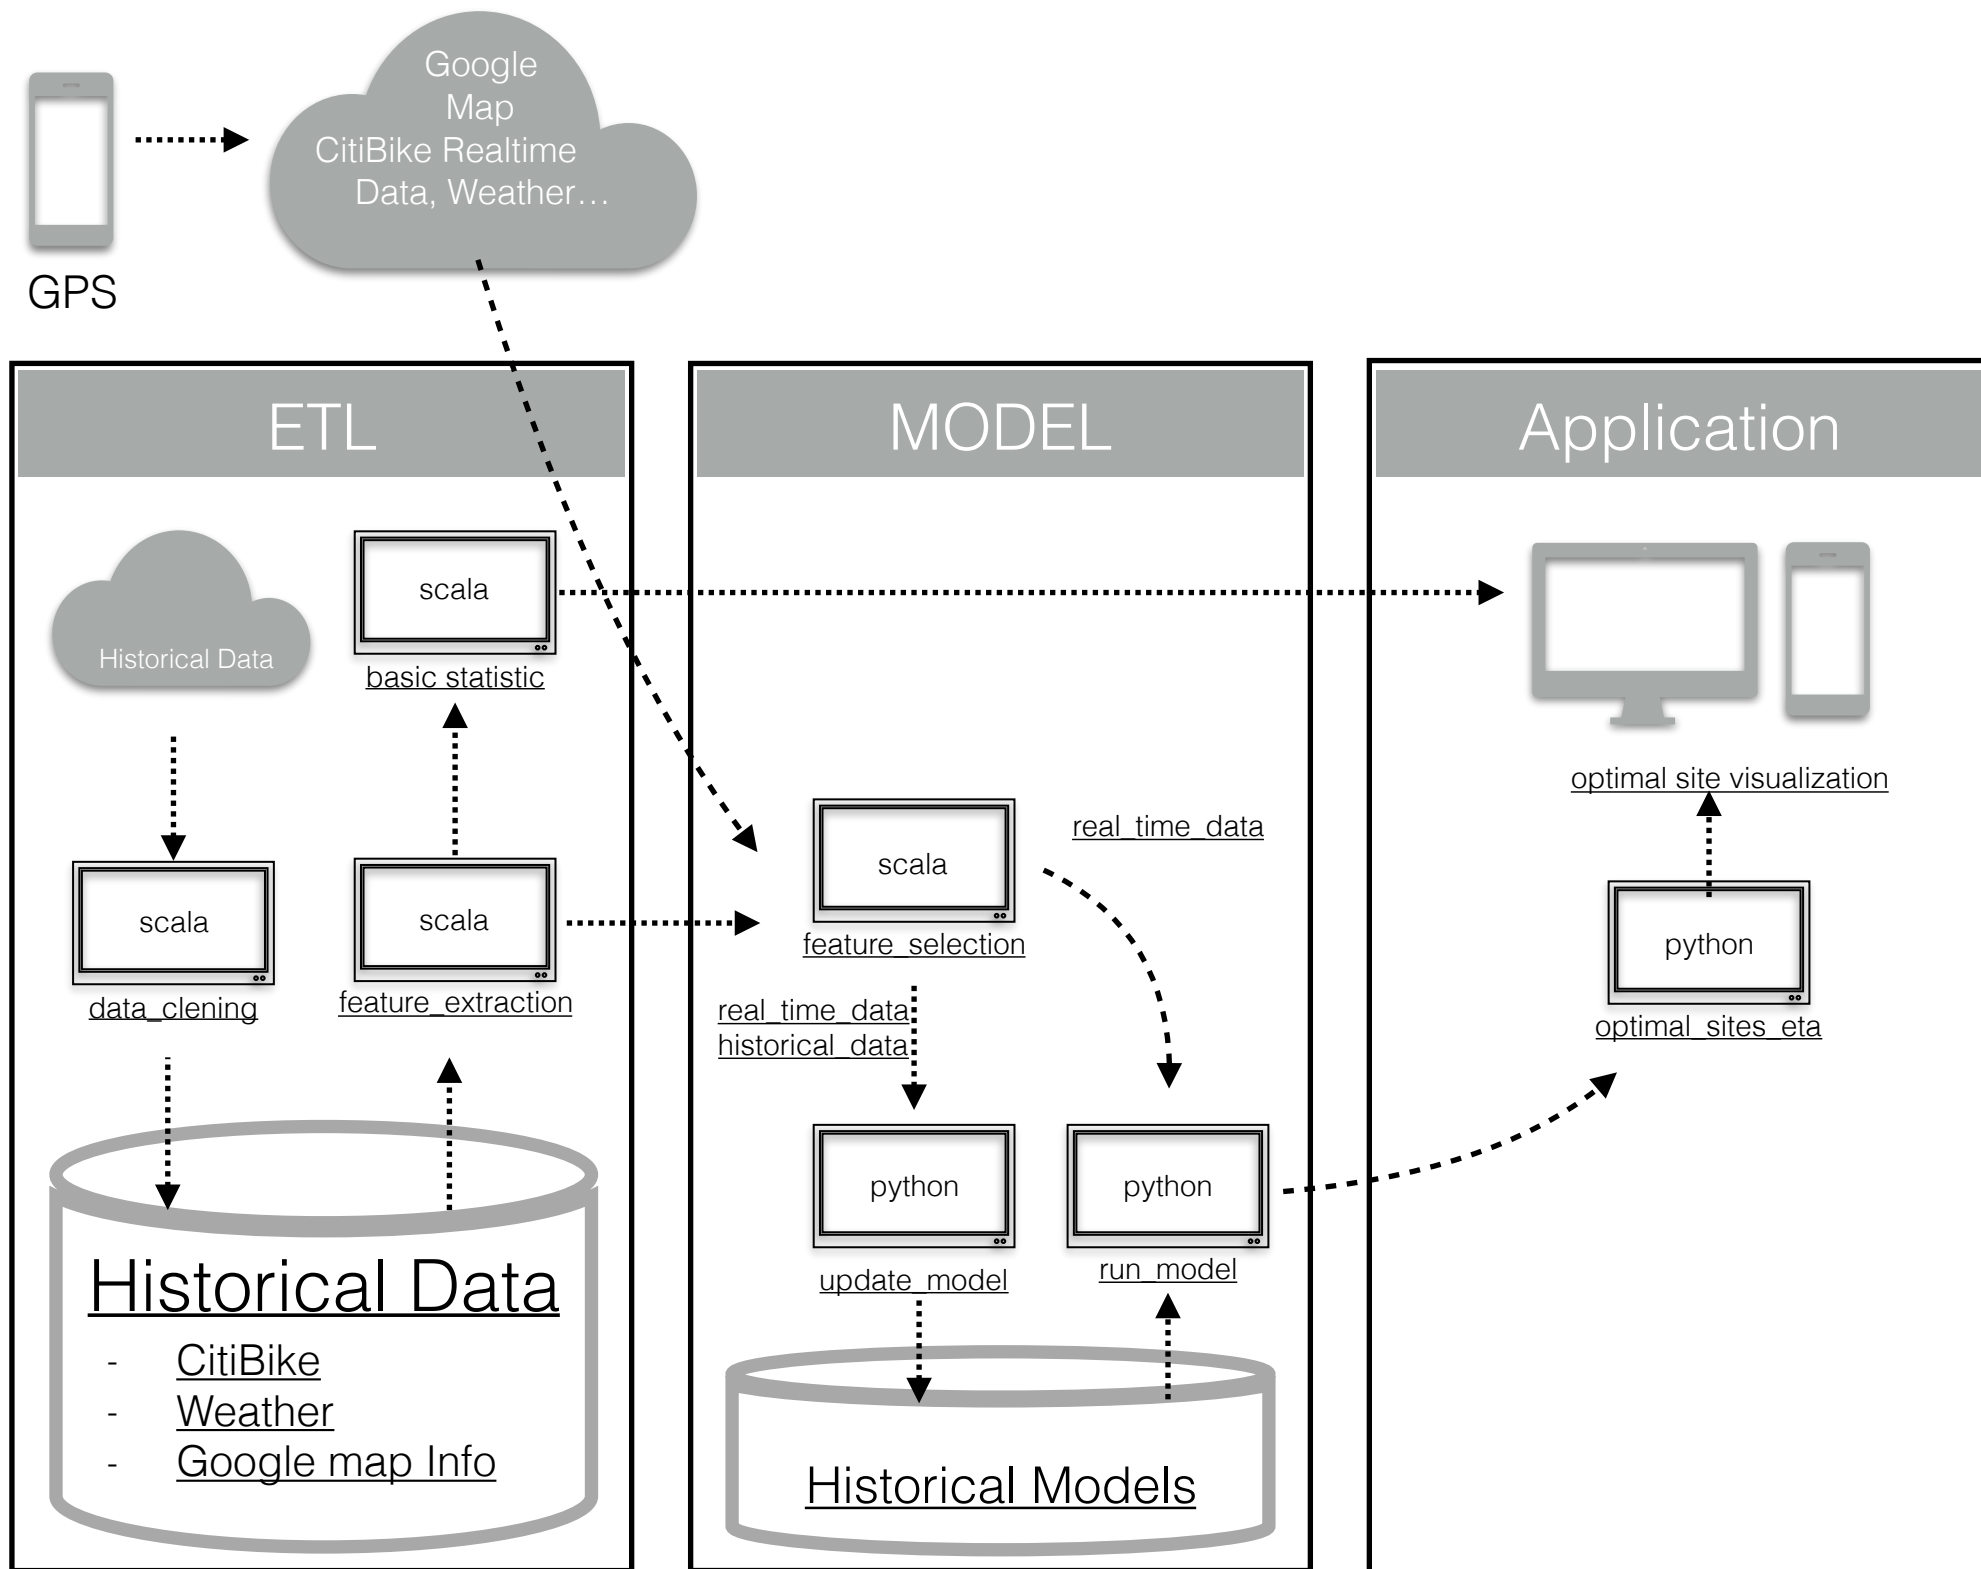 Google
Map
CitiBike Realtime
Data, Weather…
GPS
ETL
Historical Data
scala
basic statistic
scala
data_clening
scala
feature_extraction
Historical Data
- CitiBike
- Weather
- Google map Info
MODEL
scala
feature_selection
real_time_data
real_time_data
historical_data
python
update_model
python
run_model
Historical Models
Application
optimal site visualization
python
optimal_sites_eta